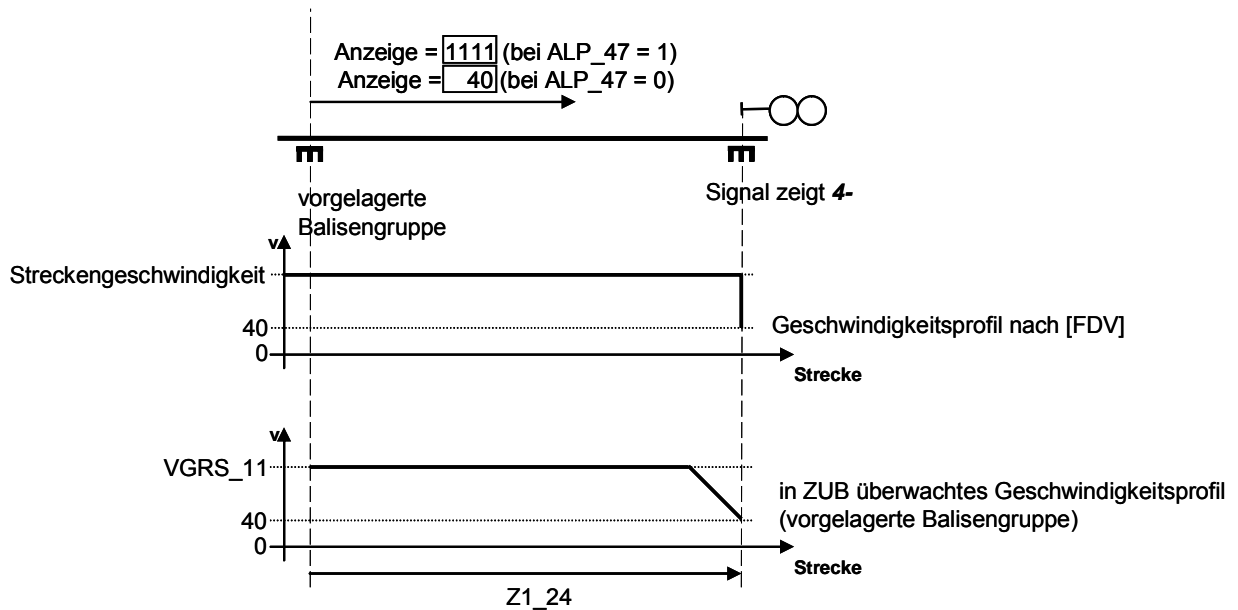 Anzeige = 1111 (bei ALP_47 = 1)
Anzeige = 40 (bei ALP_47 = 0)
vorgelagerte
Balisengruppe
Signal zeigt 4-
v
Streckengeschwindigkeit
40
0
Geschwindigkeitsprofil nach [FDV]
Strecke
v
VGRS_11
40
0
in ZUB überwachtes Geschwindigkeitsprofil
(vorgelagerte Balisengruppe)
Strecke
Z1_24